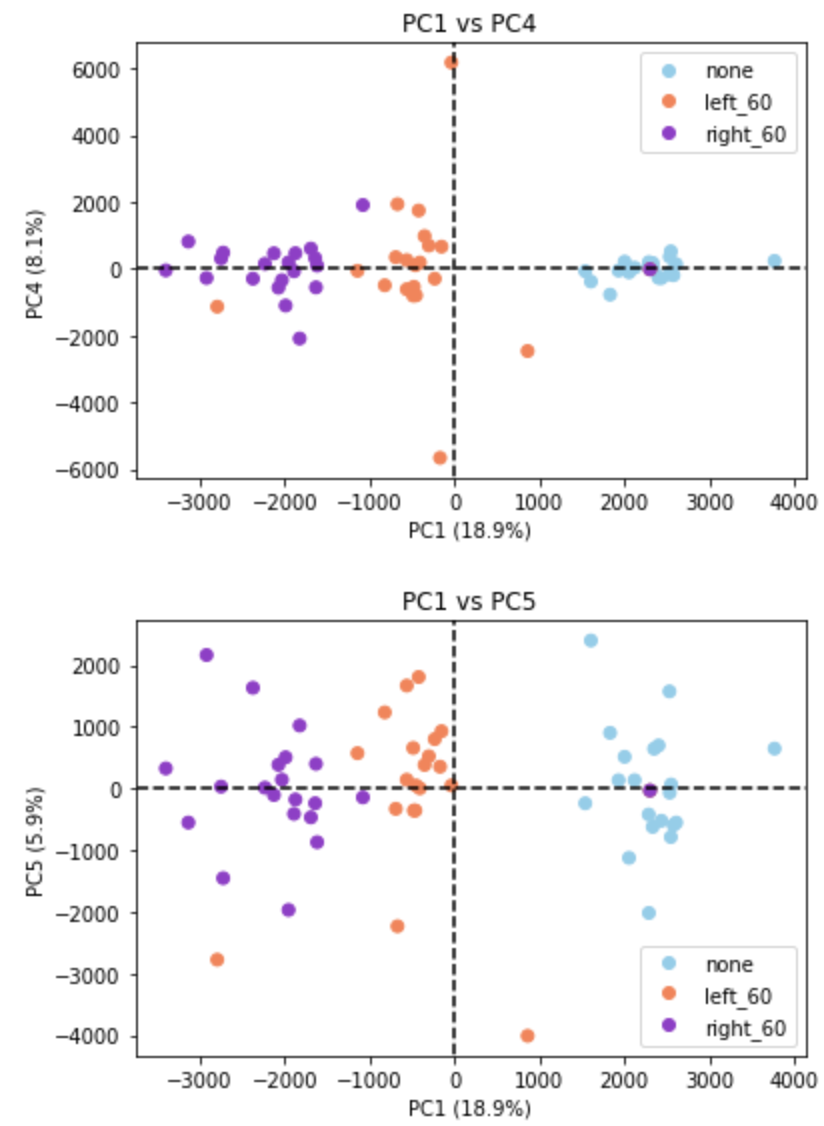 PC1 vs PC4
6000
4000
2000
0
−2000
−4000
−6000
PC4 (8.1%)
none
left_60
right_60
−3000 −2000 −1000 0 1000 2000 3000 4000
PC1 (18.9%)
PC1 vs PC5
2000
1000
0
−1000
−2000
−3000
−4000
PC5 (5.9%)
none
left_60
right_60
−3000 −2000 −1000 0 1000 2000 3000 4000
PC1 (18.9%)